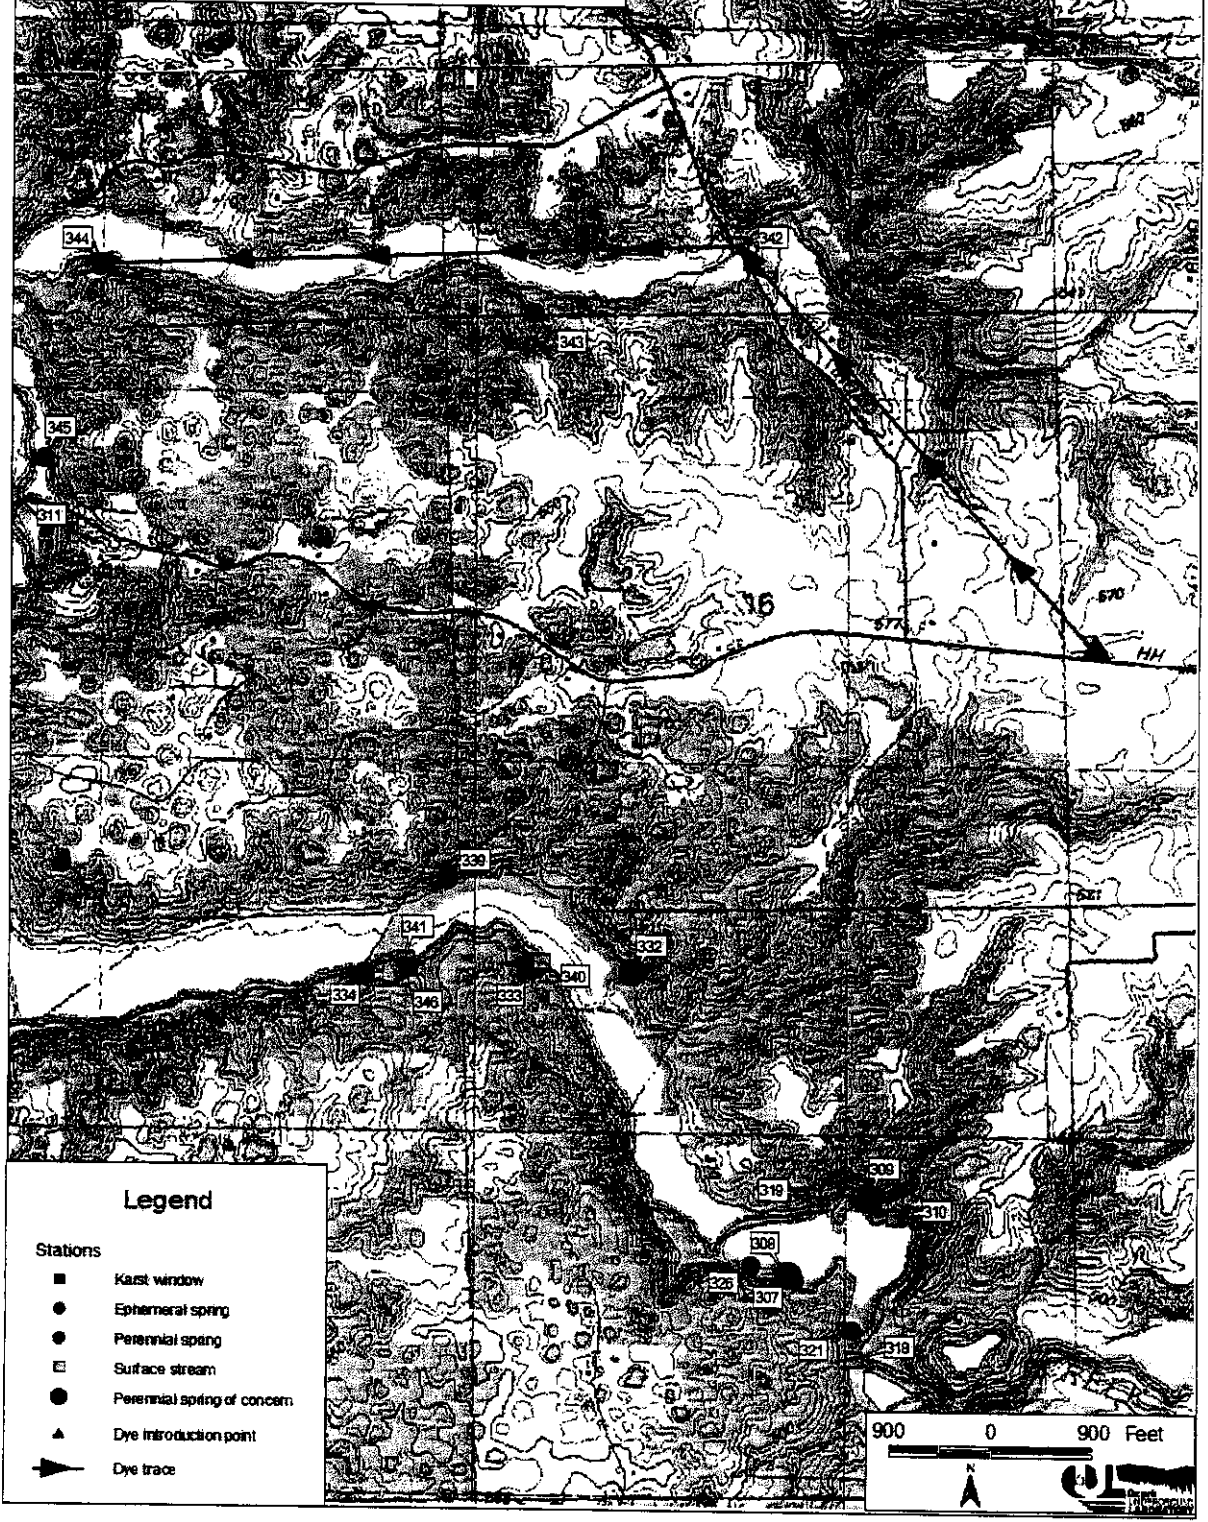 342
344
343
345
311
16
670
HH
339
341
332
340
334
346
333
309
319
310
308
326
307
321
318
Legend
Stations
Karst window
Ephemeral spring
Perennial spring
Surface stream
Perennial spring of concern
Dye introduction point
Dye trace
900 0 900 Feet
N
LABORATORY